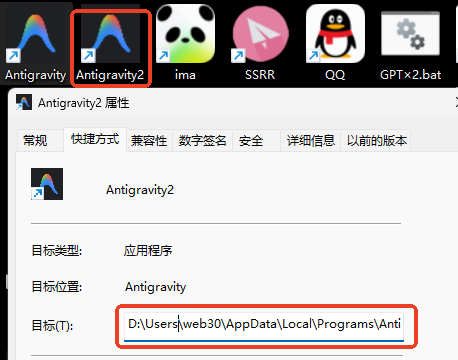 Antigravity
Antigravity2
ima
SSRR
QQ
GPT×2.bat
Antigravity2 属性
常规
快捷方式
兼容性
数字签名
安全
详细信息
以前的版本
Antigravity2
目标类型:
应用程序
目标位置:
Antigravity
目标(T):
D:\Users\web30\AppData\Local\Programs\Anti